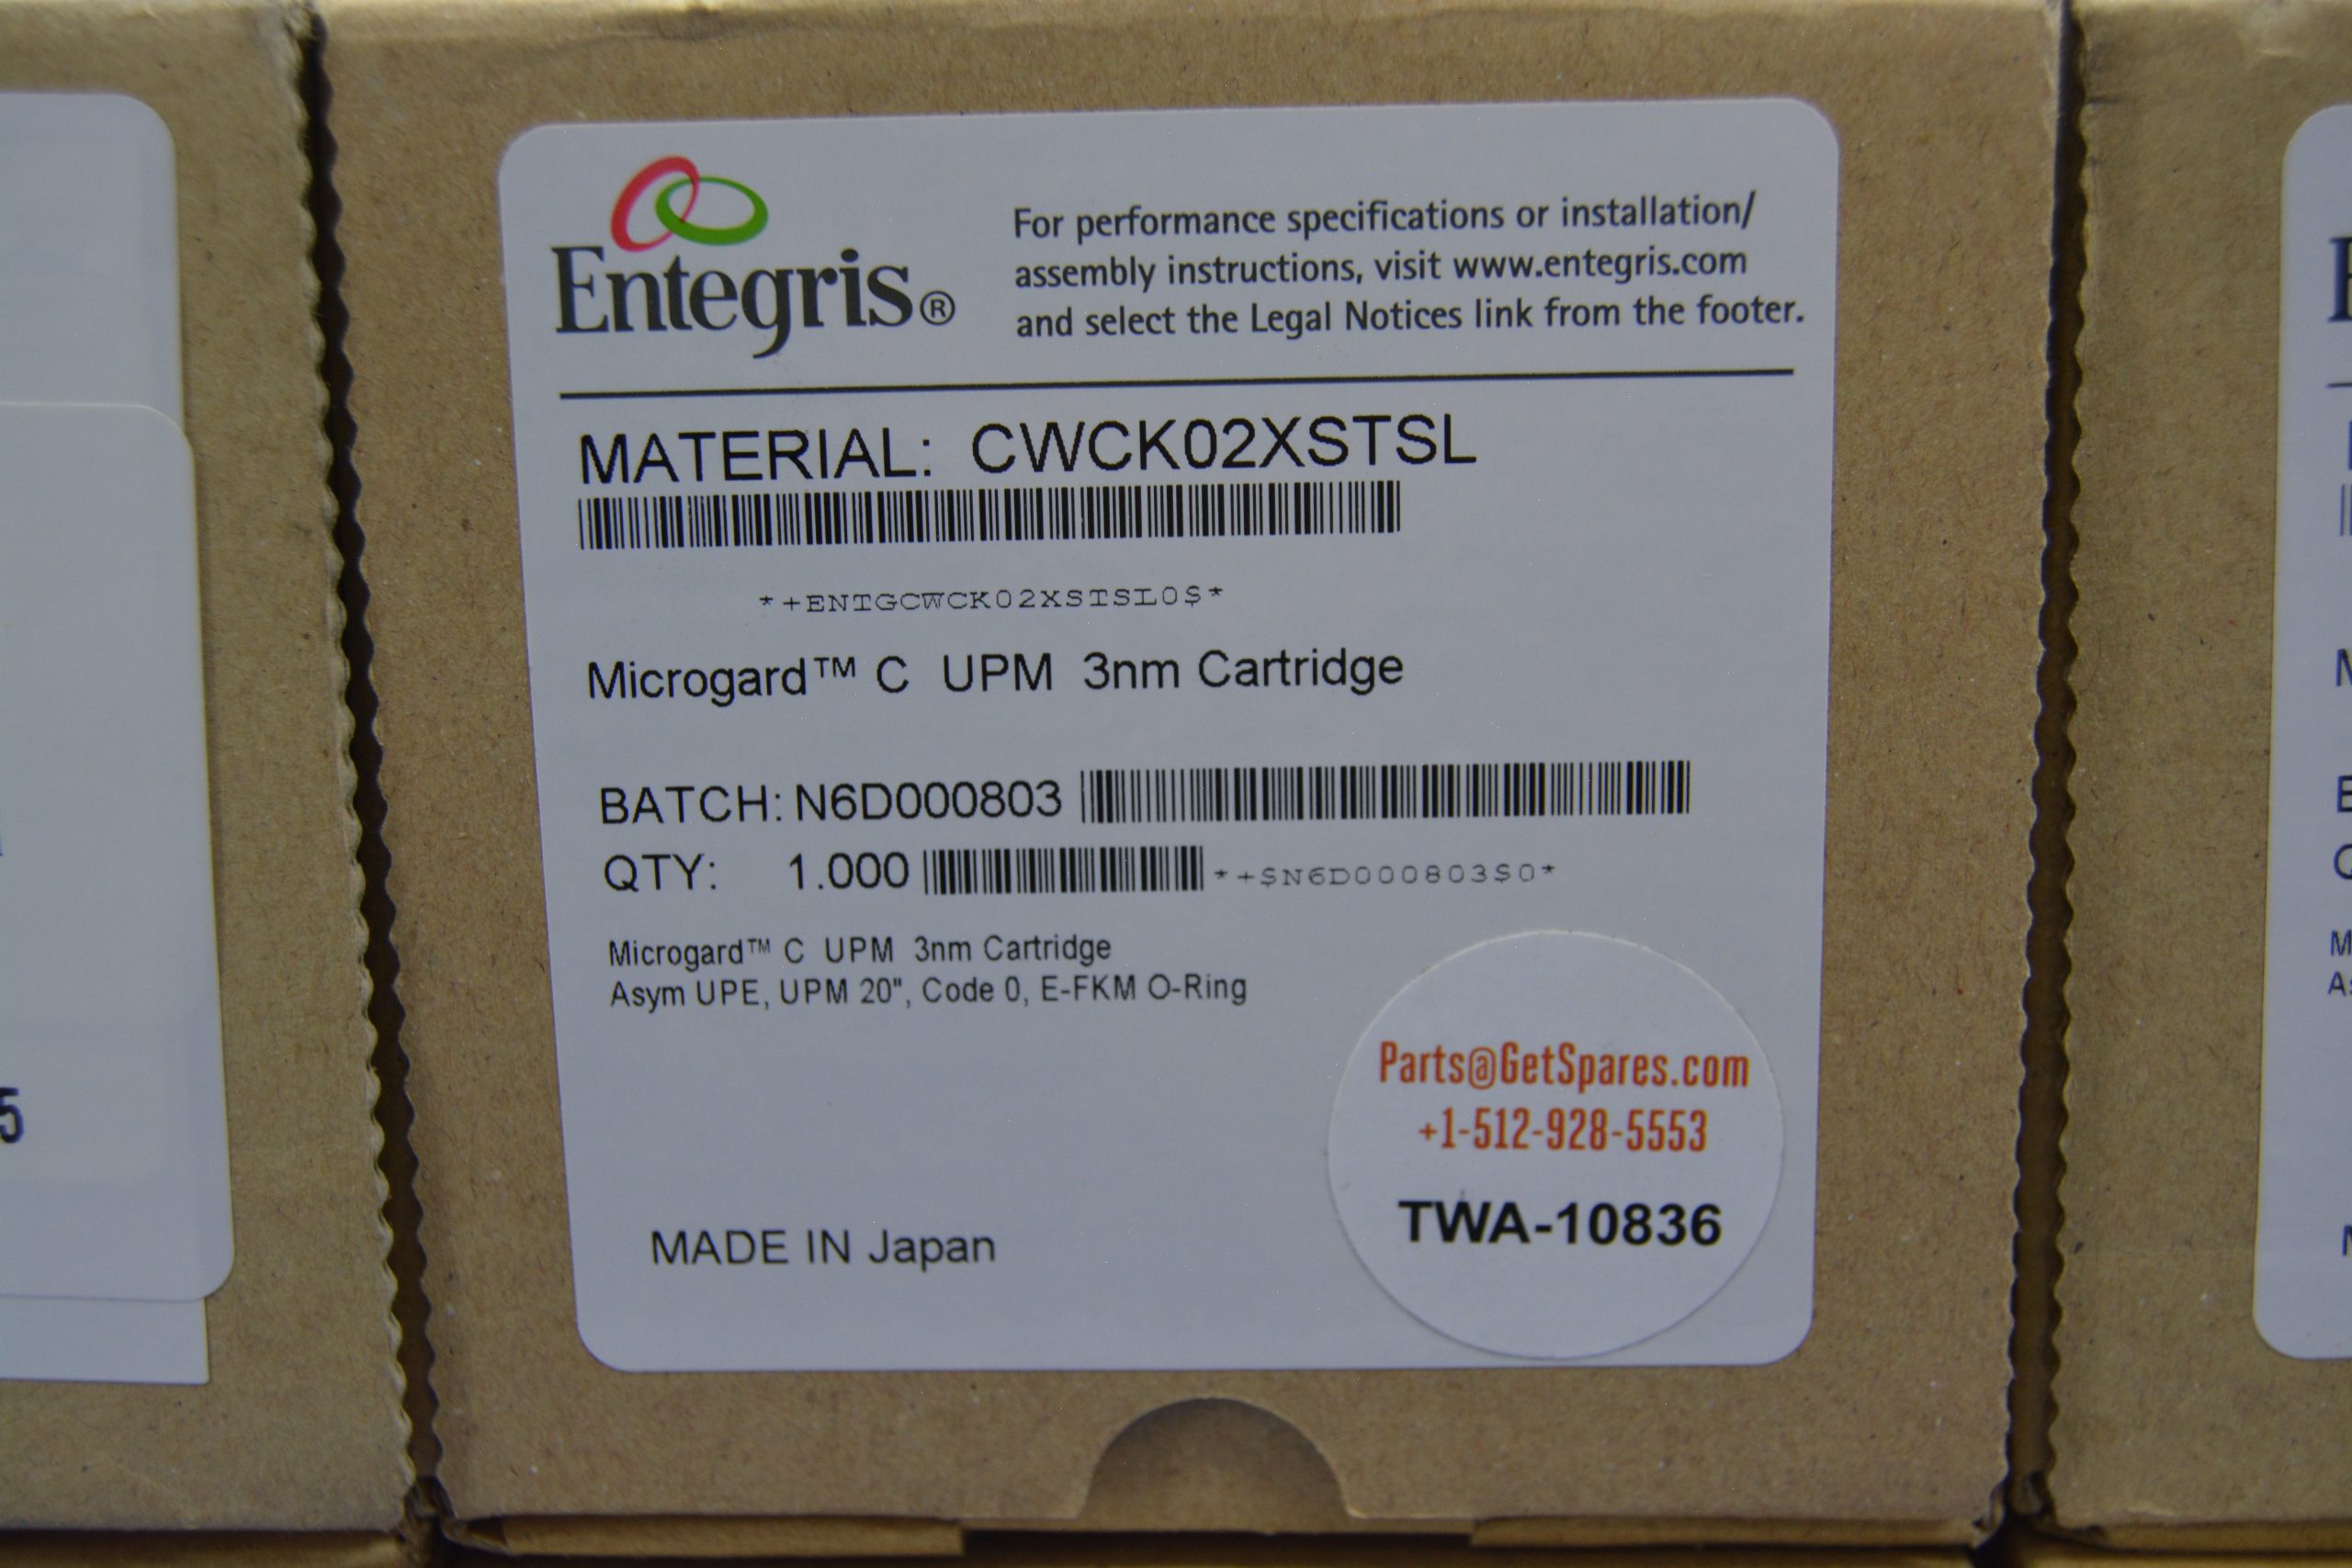 Entegris®
For performance specifications or installation/
assembly instructions, visit www.entegris.com
and select the Legal Notices link from the footer.
MATERIAL: CWCK02XSTSL
*+ENTGCWCK02XSTSL0$*
Microgard™ C UPM 3nm Cartridge
BATCH: N6D000803
QTY: 1.000 *+$N6D000803S0*
Microgard™ C UPM 3nm Cartridge
Asym UPE, UPM 20", Code 0, E-FKM O-Ring
Parts@GetSpares.com
+1-512-928-5553
TWA-10836
MADE IN Japan
5